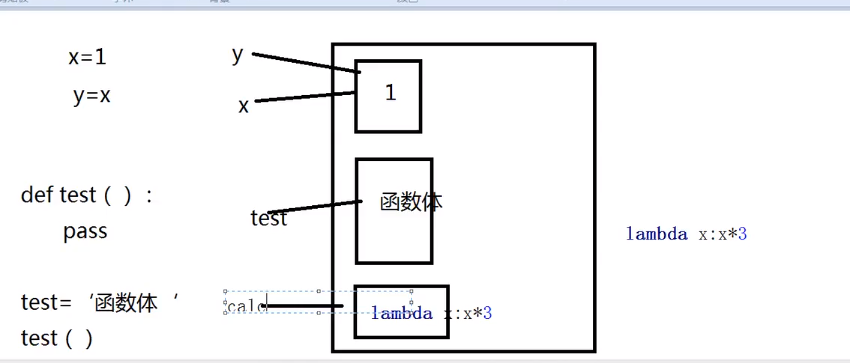 x=1
y=x
y
x
1
def test ( ) :
pass
test
函数体
lambda x:x*3
test= ‘函数体 ‘
test ( )
calc
lambda x:x*3